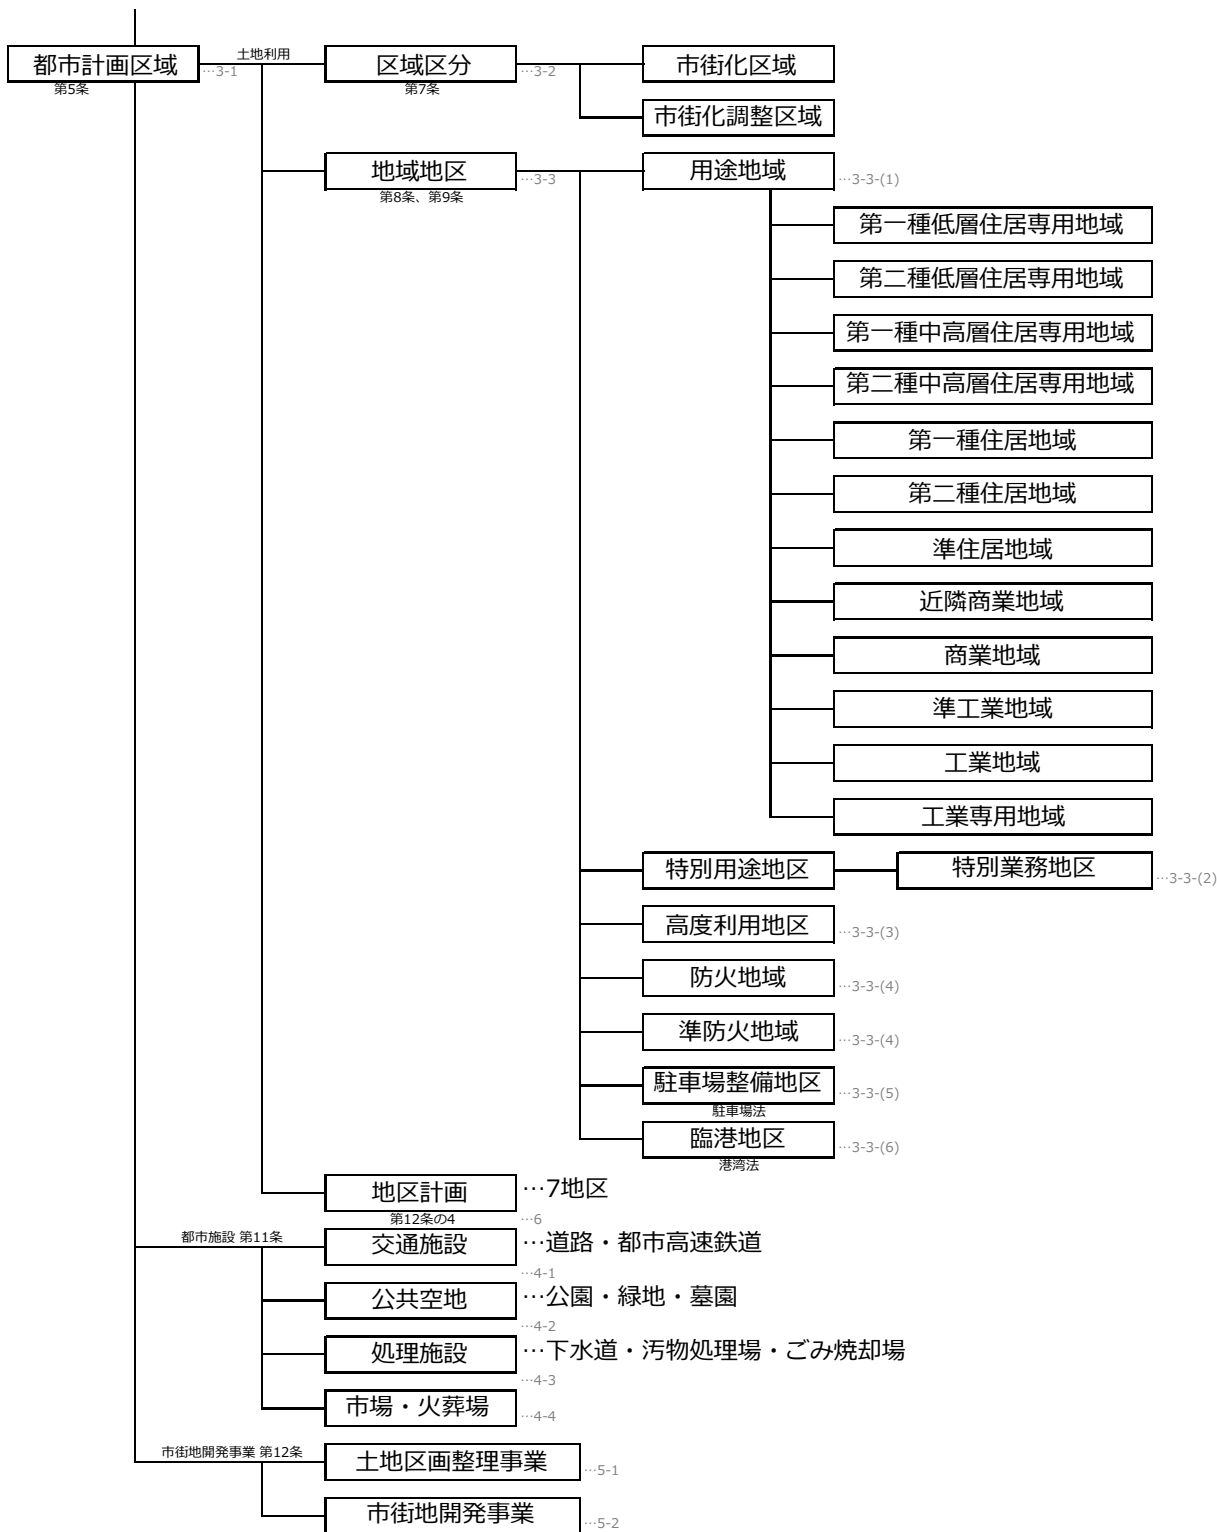 都市計画区域 …3-1 土地利用 区域区分 …3-2 市街化区域
第5条 第7条
市街化調整区域
地域地区 …3-3 用途地域 …3-3-(1)
第8条、第9条
第一種低層住居専用地域
第二種低層住居専用地域
第一種中高層住居専用地域
第二種中高層住居専用地域
第一種住居地域
第二種住居地域
準住居地域
近隣商業地域
商業地域
準工業地域
工業地域
工業専用地域
特別用途地区 特別業務地区 …3-3-(2)
高度利用地区 …3-3-(3)
防火地域 …3-3-(4)
準防火地域 …3-3-(4)
駐車場整備地区 …3-3-(5)
駐車場法
臨港地区 …3-3-(6)
港湾法
地区計画 …7地区
第12条の4 …6
都市施設 第11条 交通施設 …道路・都市高速鉄道
…4-1
公共空地 …公園・緑地・墓園
…4-2
処理施設 …下水道・汚物処理場・ごみ焼却場
…4-3
市場・火葬場 …4-4
市街地開発事業 第12条 土地区画整理事業 …5-1
市街地開発事業 …5-2